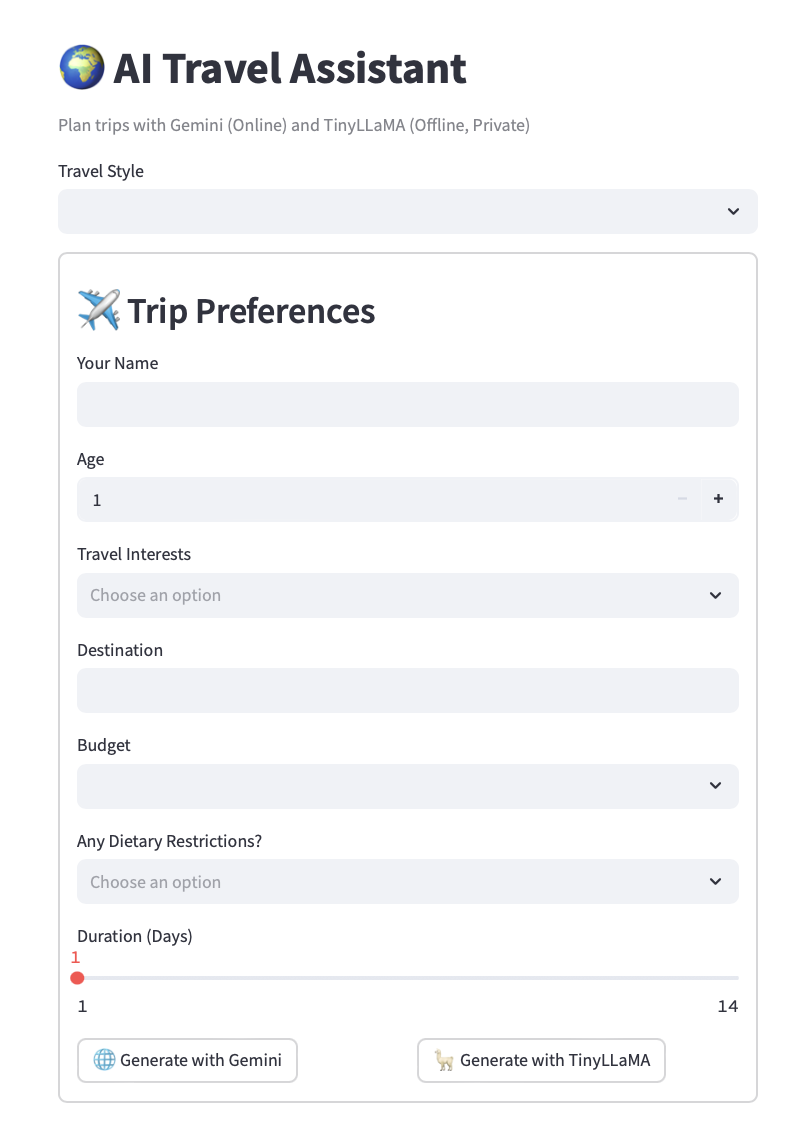 AI Travel Assistant
Plan trips with Gemini (Online) and TinyLLaMA (Offline, Private)
Travel Style
Trip Preferences
Your Name
Age
1
Travel Interests
Choose an option
Destination
Budget
Any Dietary Restrictions?
Choose an option
Duration (Days)
1
1 14
Generate with Gemini Generate with TinyLLaMA